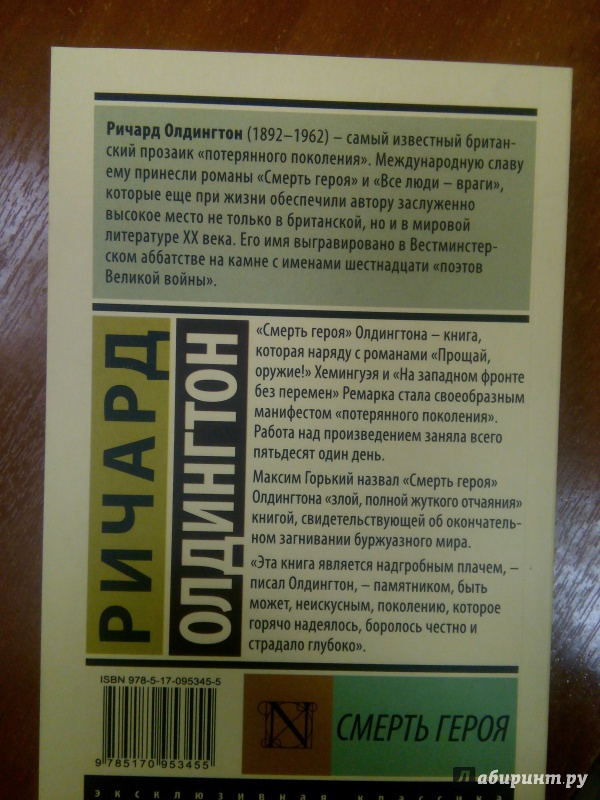 Ричард Олдингтон (1892–1962) – самый известный британ-
ский прозаик «потерянного поколения». Международную славу
ему принесли романы «Смерть героя» и «Все люди – враги»,
которые еще при жизни обеспечили автору заслуженно
высокое место не только в британской, но и в мировой
литературе XX века. Его имя выгравировано в Вестминстер-
ском аббатстве на камне с именами шестнадцати «поэтов
Великой войны».
РИЧАРД
ОЛДИНГТОН
«Смерть героя» Олдингтона – книга,
которая наряду с романами «Прощай,
оружие!» Хемингуэя и «На западном фронте
без перемен» Ремарка стала своеобразным
манифестом «потерянного поколения».
Работа над произведением заняла всего
пятьдесят один день.
Максим Горький назвал «Смерть героя»
Олдингтона «злой, полной жуткого отчаяния»
книгой, свидетельствующей об окончатель-
ном загнивании буржуазного мира.
«Эта книга является надгробным плачем, –
писал Олдингтон, – памятником, быть
может, неискусным, поколению, которое
горячо надеялось, боролось честно и
страдало глубоко».
ISBN 978-5-17-095345-5
9 785170 953455
N
СМЕРТЬ ГЕРОЯ
эксклюзивная классика
Лабиринт.ру